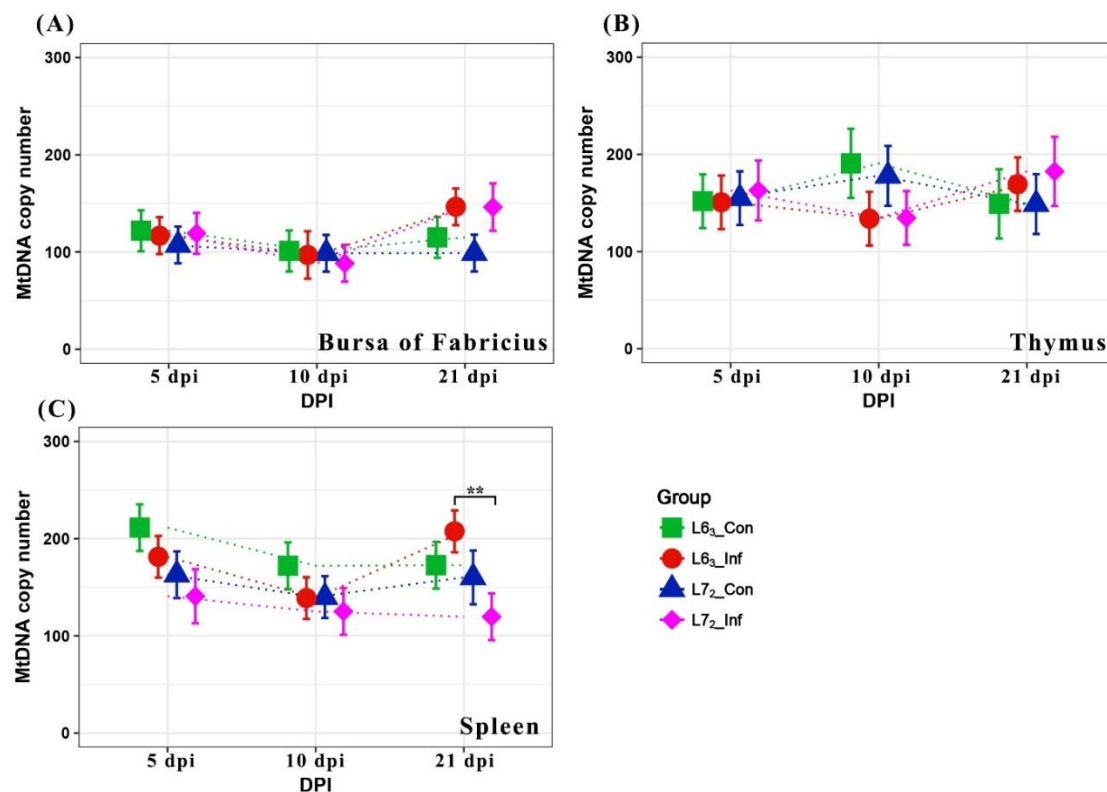 (A)
MtDNA copy number
300
200
100
0
Bursa of Fabricius
5 dpi 10 dpi 21 dpi
DPI
(B)
MtDNA copy number
300
200
100
0
Thymus
5 dpi 10 dpi 21 dpi
DPI
(C)
MtDNA copy number
300
200
100
0
**
Spleen
5 dpi 10 dpi 21 dpi
DPI
Group
L6₃_Con
L6₃_Inf
L7₂_Con
L7₂_Inf